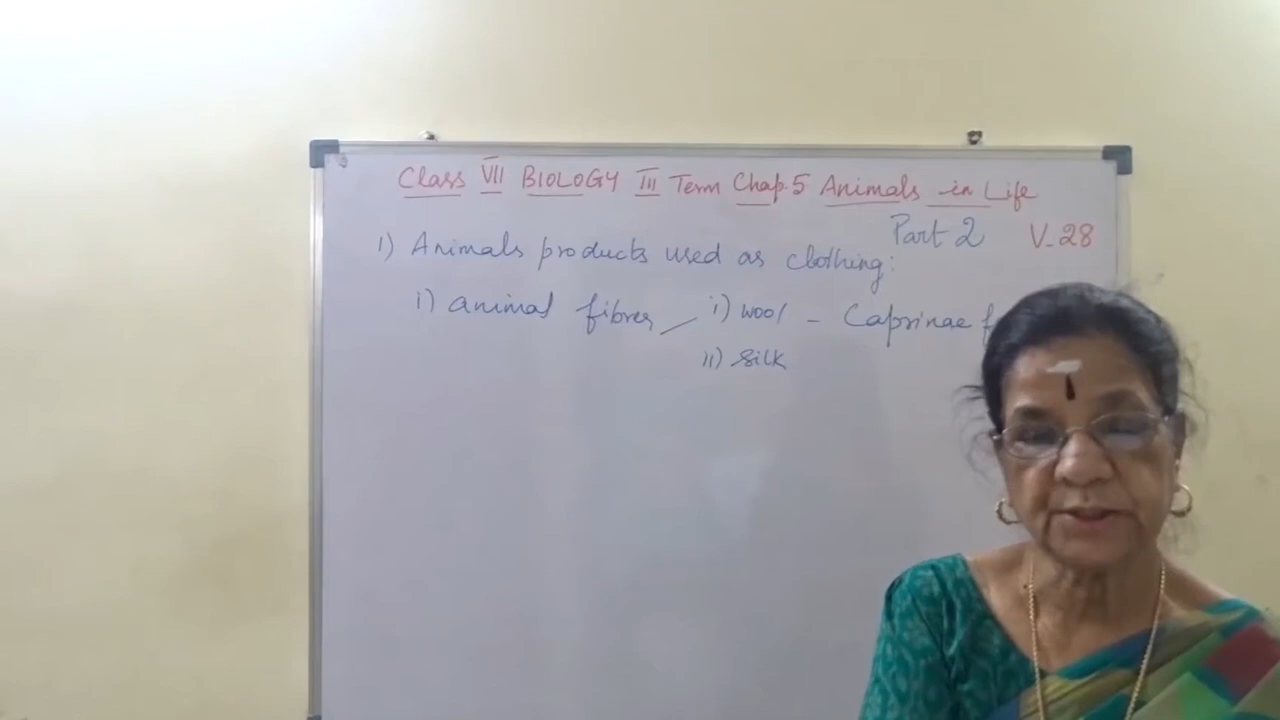 Class VII BIOLOGY III Term Chap. 5 Animals in Life
Part 2 V-28
1) Animals products used as clothing:
i) animal fibres i) wool - Caprinae f
ii) Silk